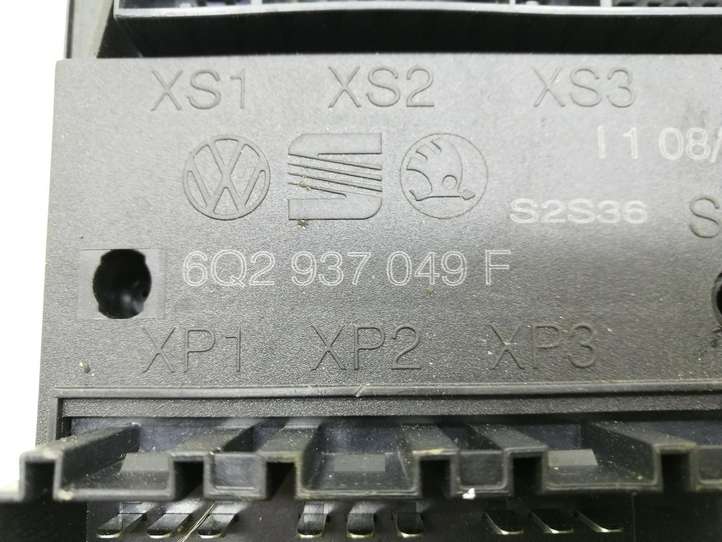 XS1 XS2 XS3
I 1 08/
S2S36 S
6Q2 937 049 F
XP1 XP2 XP3